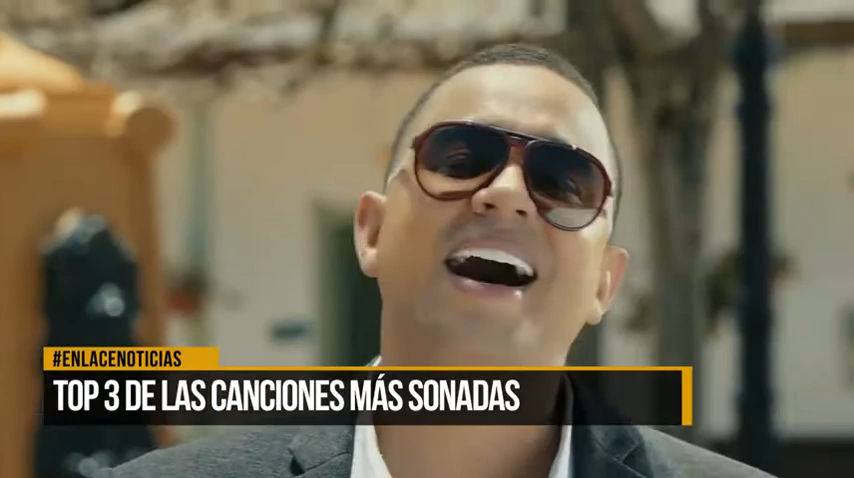 #ENLACENOTICIAS
TOP 3 DE LAS CANCIONES MÁS SONADAS